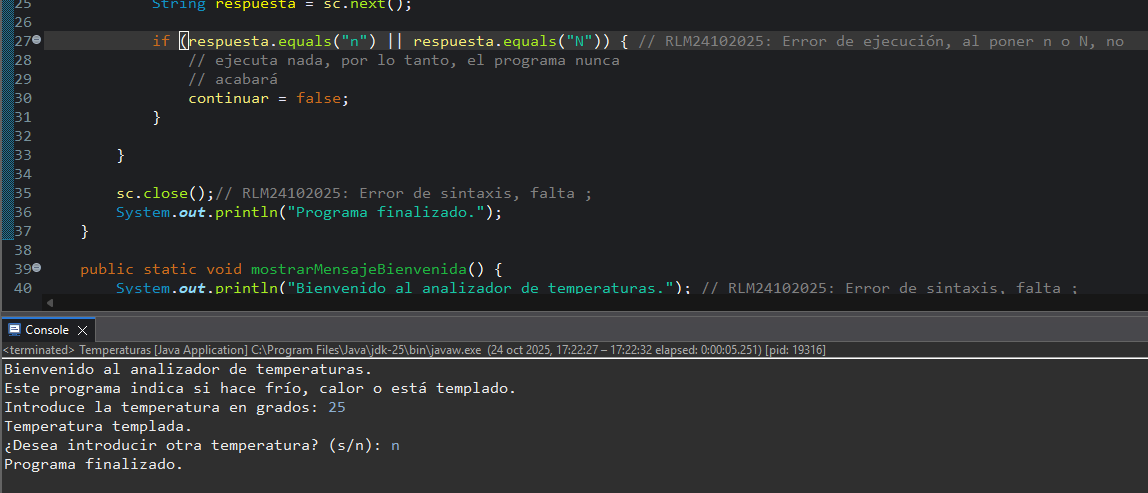 25 String respuesta = sc.next();
26
27 if (respuesta.equals("n") || respuesta.equals("N")) { // RLM24102025: Error de ejecución, al poner n o N, no
28 // ejecuta nada, por lo tanto, el programa nunca
29 // acabará
30 continuar = false;
31 }
32
33 }
34
35 sc.close();// RLM24102025: Error de sintaxis, falta ;
36 System.out.println("Programa finalizado.");
37 }
38
39 public static void mostrarMensajeBienvenida() {
40 System.out.println("Bienvenido al analizador de temperaturas."); // RLM24102025: Error de sintaxis, falta ;
Console
<terminated> Temperaturas [Java Application] C:\Program Files\Java\jdk-25\bin\javaw.exe (24 oct 2025, 17:22:27 – 17:22:32 elapsed: 0:00:05.251) [pid: 19316]
Bienvenido al analizador de temperaturas.
Este programa indica si hace frío, calor o está templado.
Introduce la temperatura en grados: 25
Temperatura templada.
¿Desea introducir otra temperatura? (s/n): n
Programa finalizado.